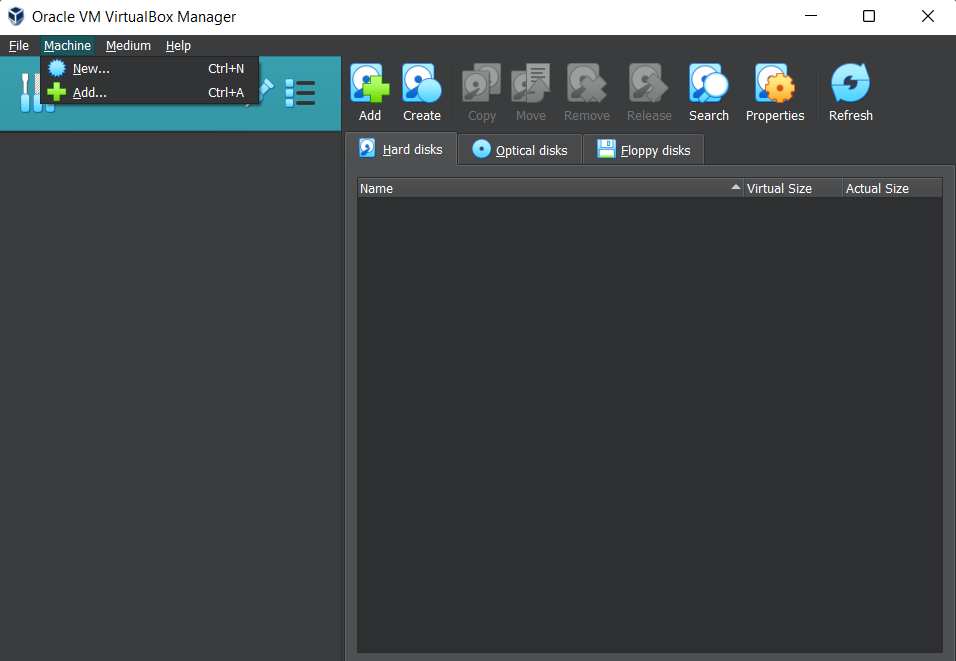 Oracle VM VirtualBox Manager
File Machine Medium Help
New... Ctrl+N
Add... Ctrl+A
Add Create Copy Move Remove Release Search Properties Refresh
Hard disks Optical disks Floppy disks
Name Virtual Size Actual Size